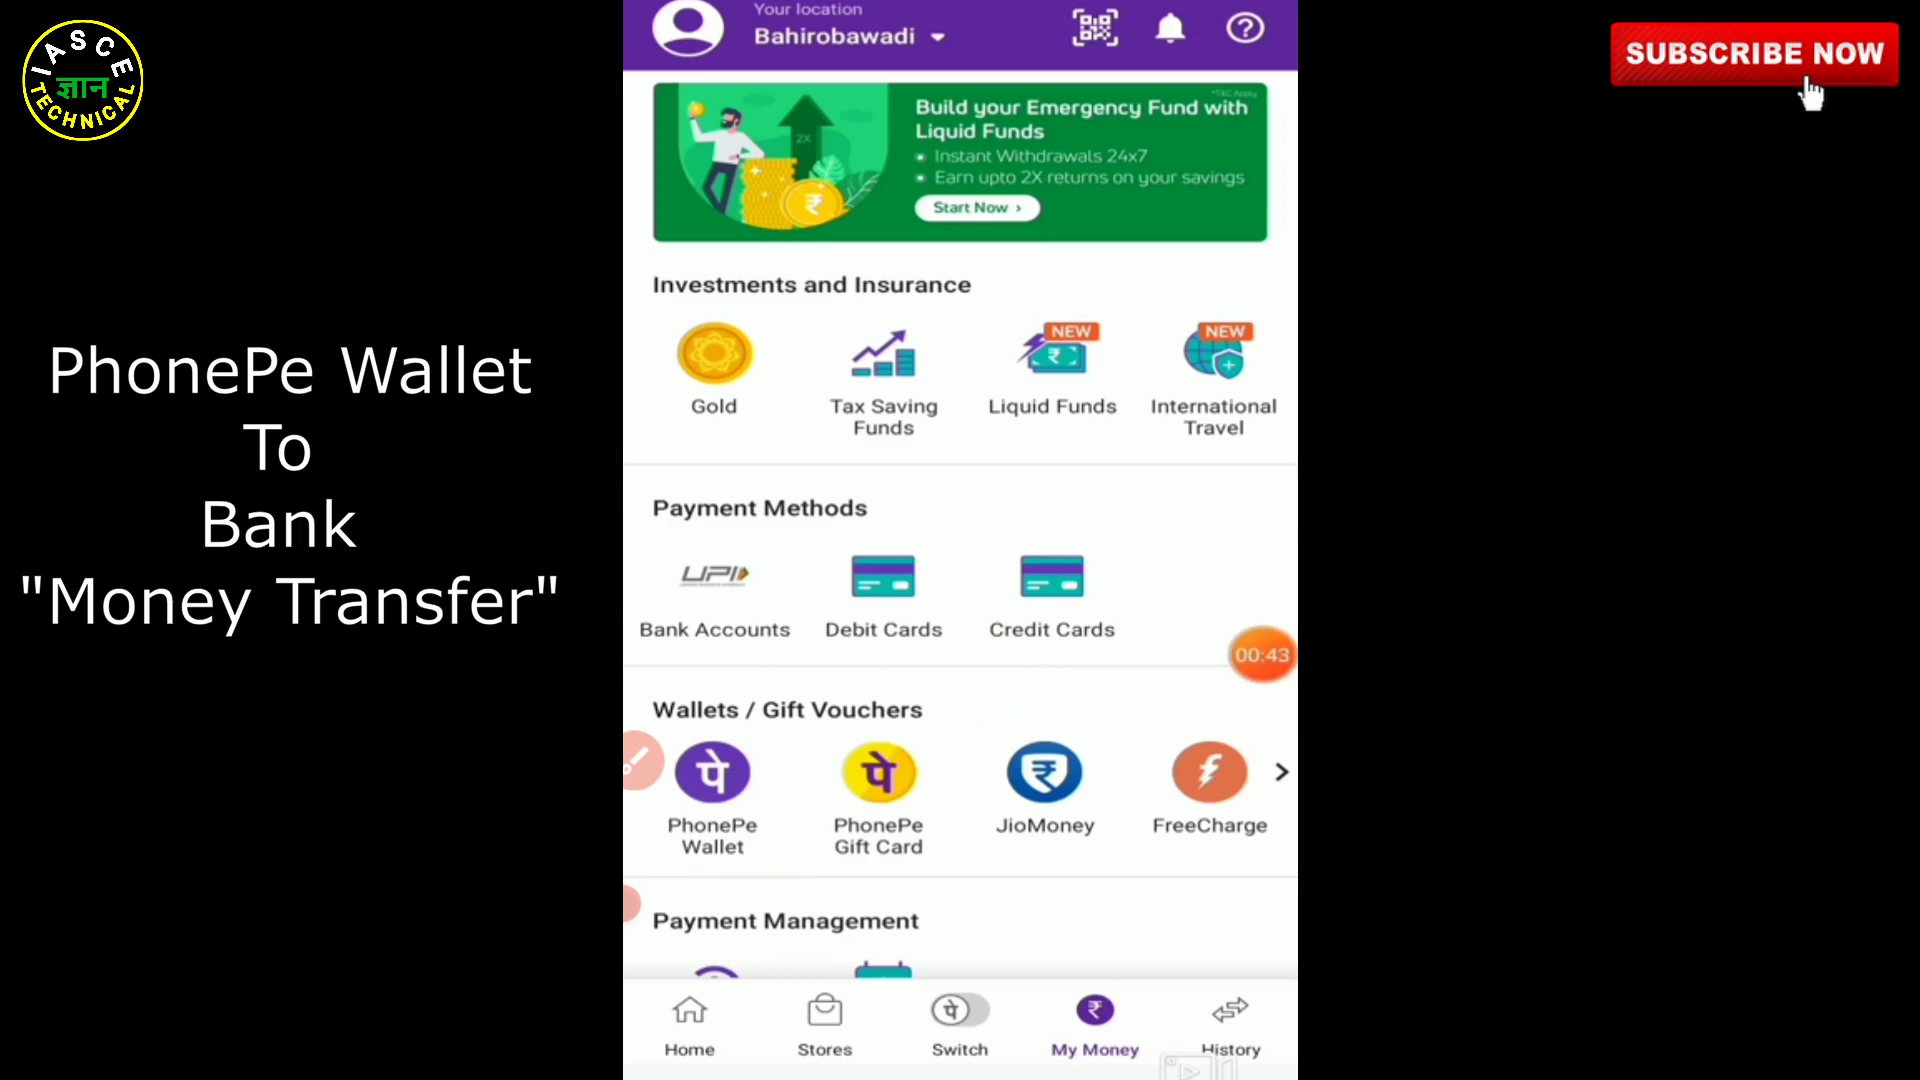 IASCE
ज्ञान
TECHNICAL
PhonePe Wallet
To
Bank
"Money Transfer"
Your location
Bahirobawadi
*T&C Apply
2X
Build your Emergency Fund with
Liquid Funds
Instant Withdrawals 24x7
Earn upto 2X returns on your savings
Start Now ›
Investments and Insurance
NEW
NEW
Gold
Tax Saving
Funds
Liquid Funds
International
Travel
Payment Methods
UPI
Bank Accounts
Debit Cards
Credit Cards
00:43
Wallets / Gift Vouchers
पे
पे
PhonePe
Wallet
PhonePe
Gift Card
JioMoney
FreeCharge
Payment Management
पे
Home
Stores
Switch
My Money
History
SUBSCRIBE NOW